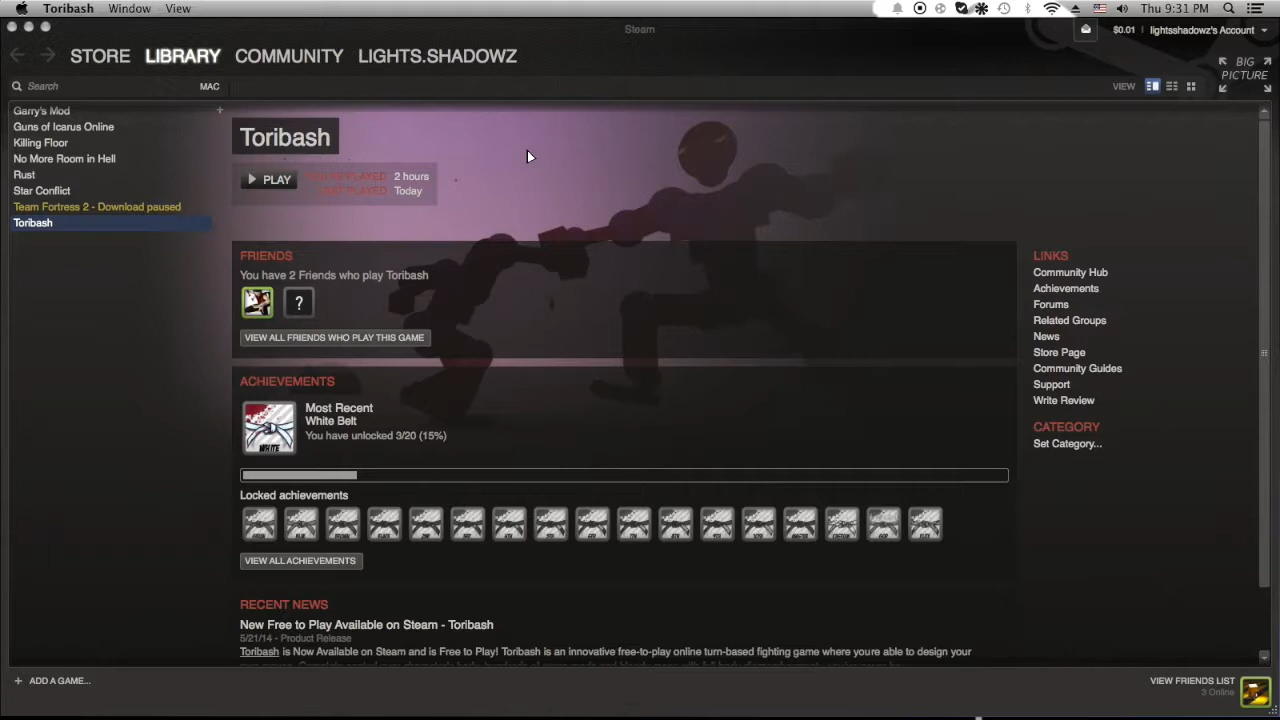 Toribash Window View
Thu 9:31 PM
Steam
$0.01 lightsshadowz's Account
STORE LIBRARY COMMUNITY LIGHTS.SHADOWZ
BIG PICTURE
Search MAC
VIEW
Garry's Mod
Guns of Icarus Online
Killing Floor
No More Room in Hell
Rust
Star Conflict
Team Fortress 2 - Download paused
Toribash
Toribash
PLAY
2 hours
Today
FRIENDS
You have 2 Friends who play Toribash
?
VIEW ALL FRIENDS WHO PLAY THIS GAME
ACHIEVEMENTS
Most Recent
White Belt
You have unlocked 3/20 (15%)
WHITE
Locked achievements
VIEW ALL ACHIEVEMENTS
RECENT NEWS
New Free to Play Available on Steam - Toribash
5/21/14 - Product Release
Toribash is Now Available on Steam and is Free to Play! Toribash is an innovative free-to-play online turn-based fighting game where youre able to design your
LINKS
Community Hub
Achievements
Forums
Related Groups
News
Store Page
Community Guides
Support
Write Review
CATEGORY
Set Category...
+ ADD A GAME...
VIEW FRIENDS LIST
3 Online